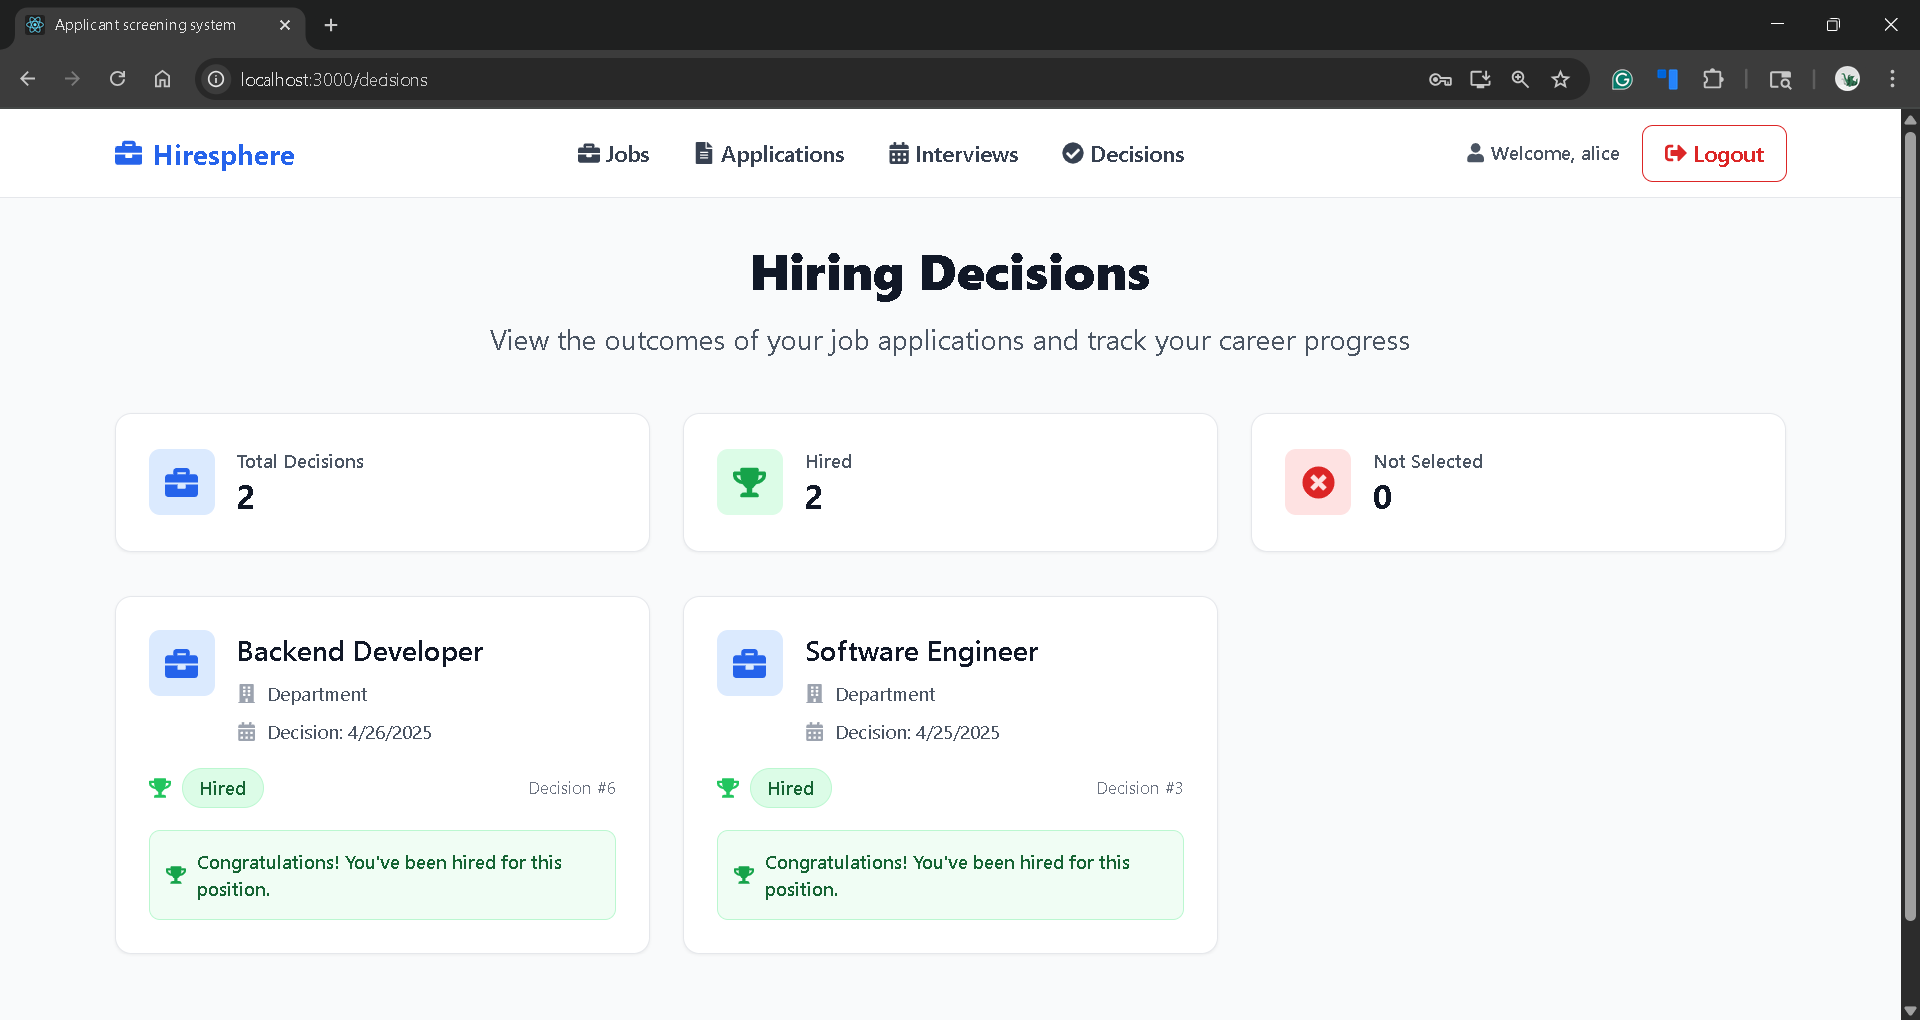 Applicant screening system
localhost:3000/decisions
Hiresphere
Jobs
Applications
Interviews
Decisions
Welcome, alice
Logout
Hiring Decisions
View the outcomes of your job applications and track your career progress
Total Decisions
2
Hired
2
Not Selected
0
Backend Developer
Department
Decision: 4/26/2025
Hired
Decision #6
Congratulations! You've been hired for this
position.
Software Engineer
Department
Decision: 4/25/2025
Hired
Decision #3
Congratulations! You've been hired for this
position.